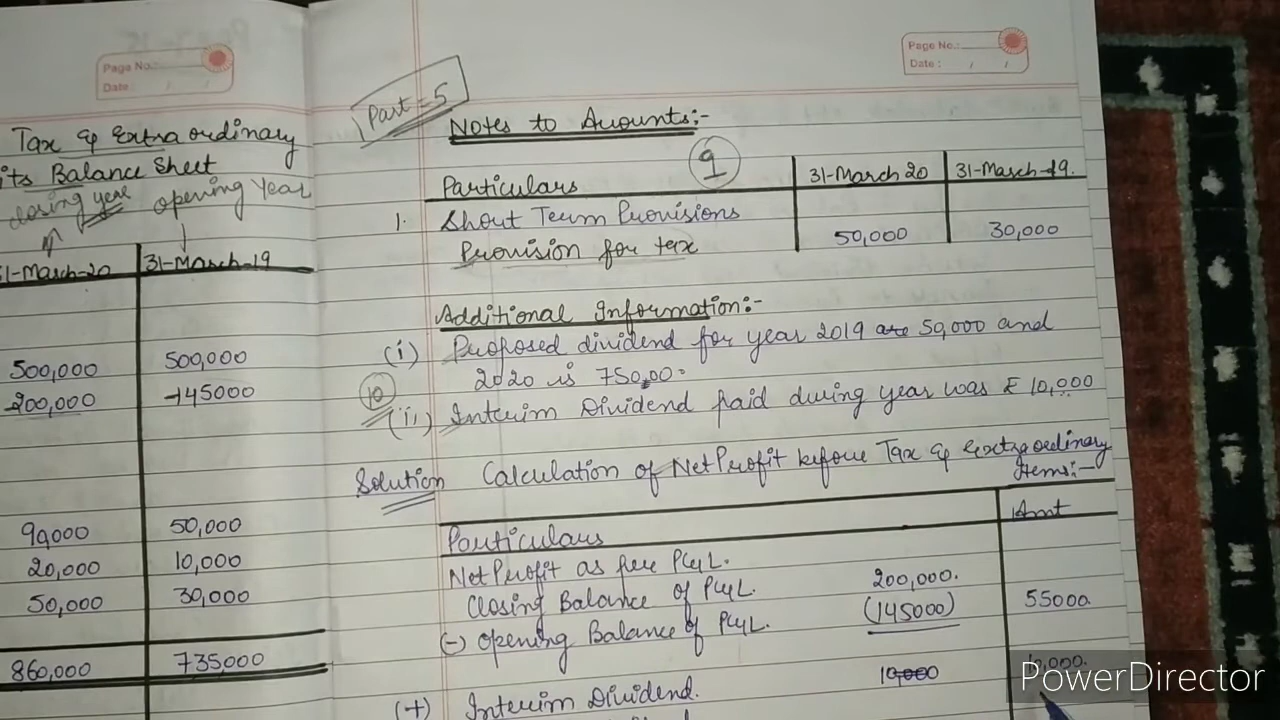 Page No.:
Date : / /
Tax & Extraordinary
its Balance Sheet
closing year opening Year
31-March-20 31-March-19
500,000 500,000
200,000 145000
90,000 50,000
20,000 10,000
50,000 30,000
860,000 735000
Page No.:
Date : / /
Part = 5
Notes to Accounts:-
9
Particulars 31-March 20 31-March-19.
1. Short Term Provisions
Provision for tax 50,000 30,000
Additional Information:-
(i) Proposed dividend for year 2019 are 50,000 and
2020 is 750,00.
10
(ii) Interim Dividend paid during year was ₹ 10,000
Solution Calculation of Net Profit before Tax & Extraordinary
Items:-
Particulars Amt
Net Profit as per P&L.
Closing Balance of P&L. 200,000.
(-) Opening Balance of P&L. (145000) 55000.
(+) Interim Dividend. 10,000
PowerDirector